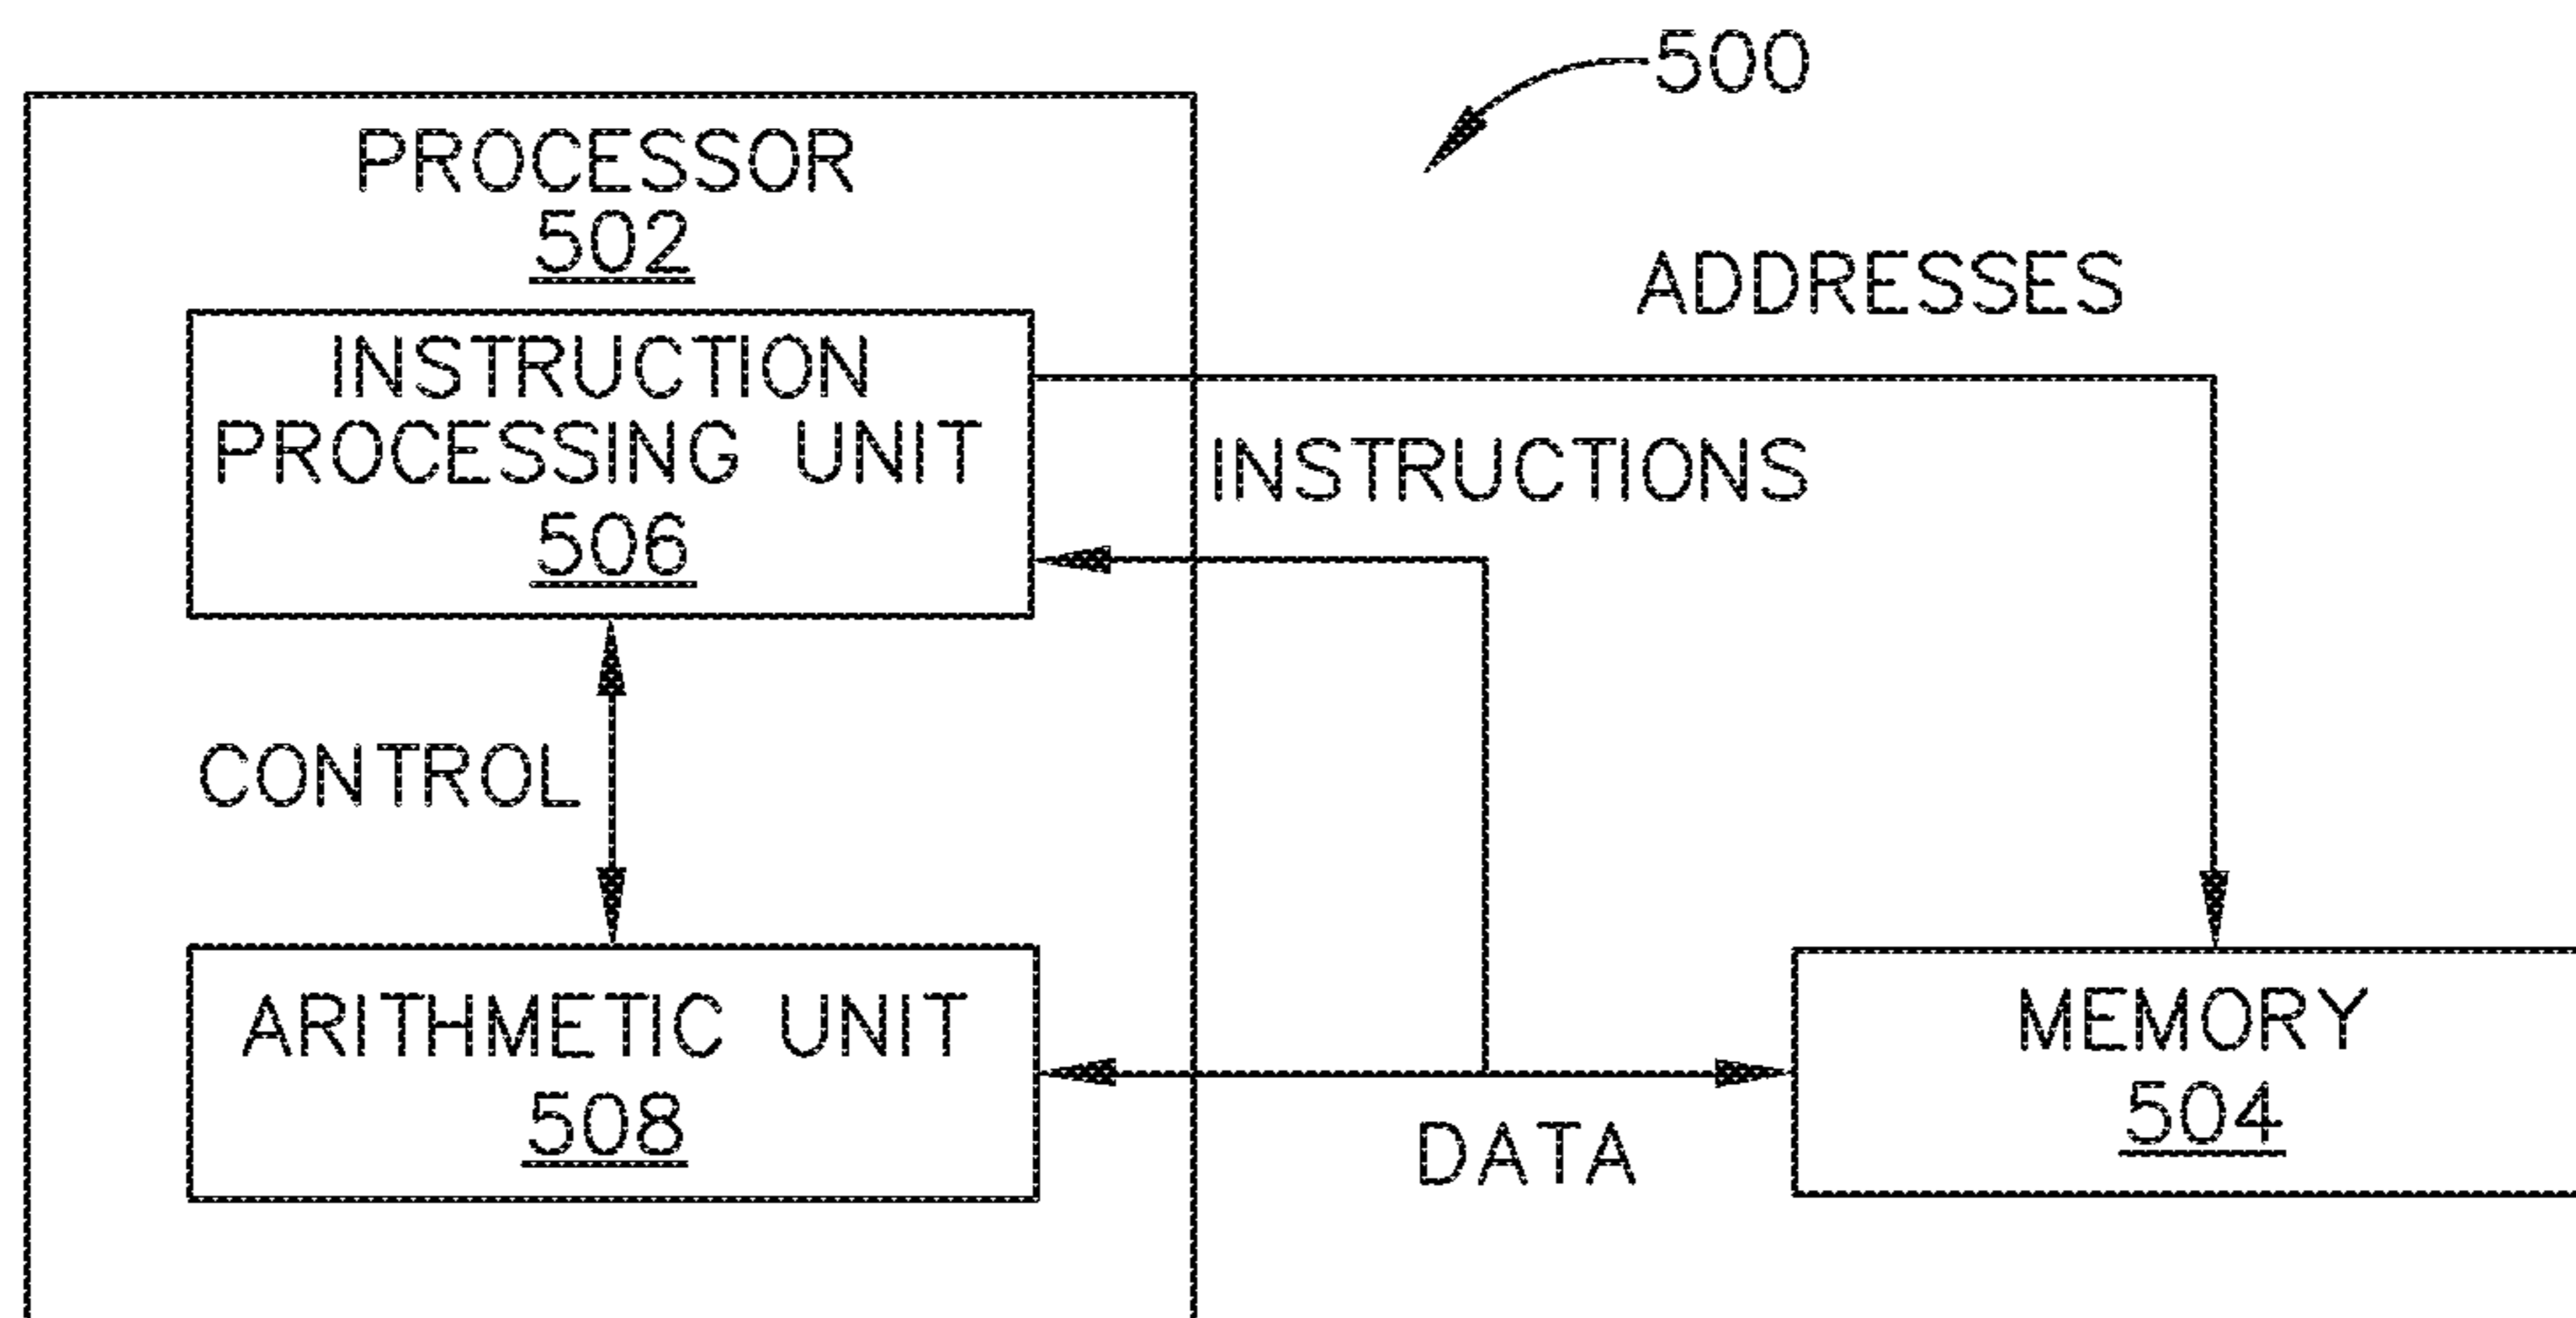 500
PROCESSOR
502
ADDRESSES
INSTRUCTION
PROCESSING UNIT
506
INSTRUCTIONS
CONTROL
ARITHMETIC UNIT
508
DATA
MEMORY
504